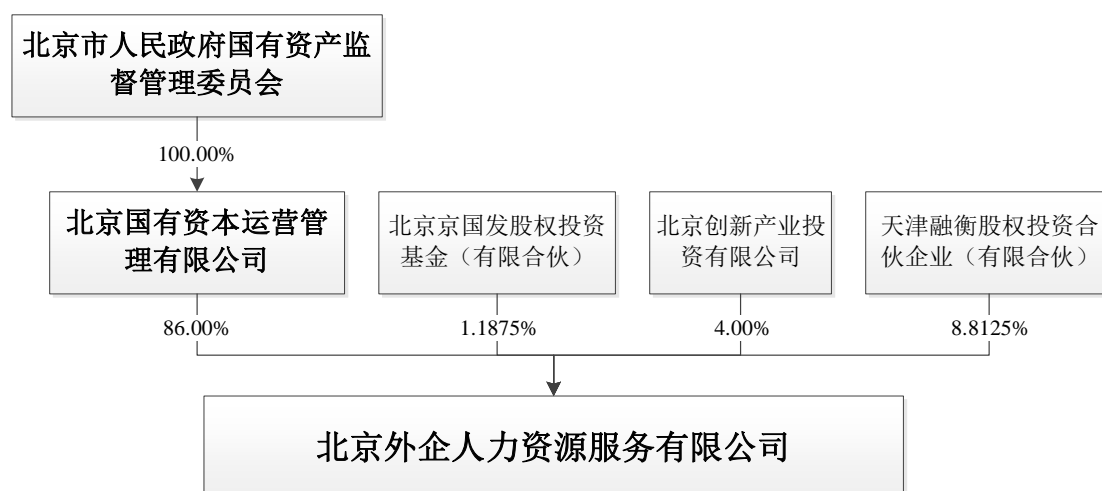 北京市人民政府国有资产监
督管理委员会
100.00%
北京国有资本运营管
理有限公司
北京京国发股权投资
基金（有限合伙）
北京创新产业投
资有限公司
天津融衡股权投资合
伙企业（有限合伙）
86.00%
1.1875%
4.00%
8.8125%
北京外企人力资源服务有限公司